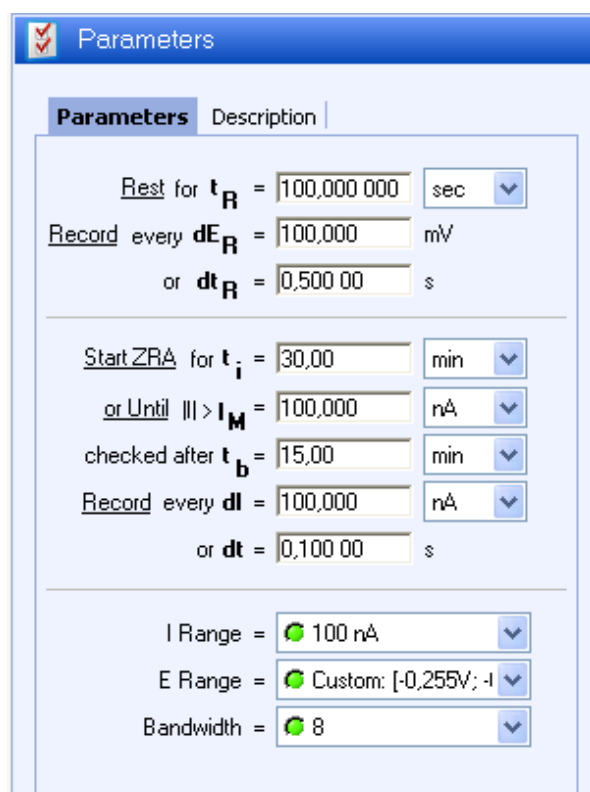 Parameters
Parameters Description
Rest for tR = 100,000 000 sec
Record every dER = 100,000 mV
or dtR = 0,500 00 s
Start ZRA for ti = 30,00 min
or Until |I| > IM = 100,000 nA
checked after tb = 15,00 min
Record every dI = 100,000 nA
or dt = 0,100 00 s
I Range = 100 nA
E Range = Custom: [-0,255V; -
Bandwidth = 8